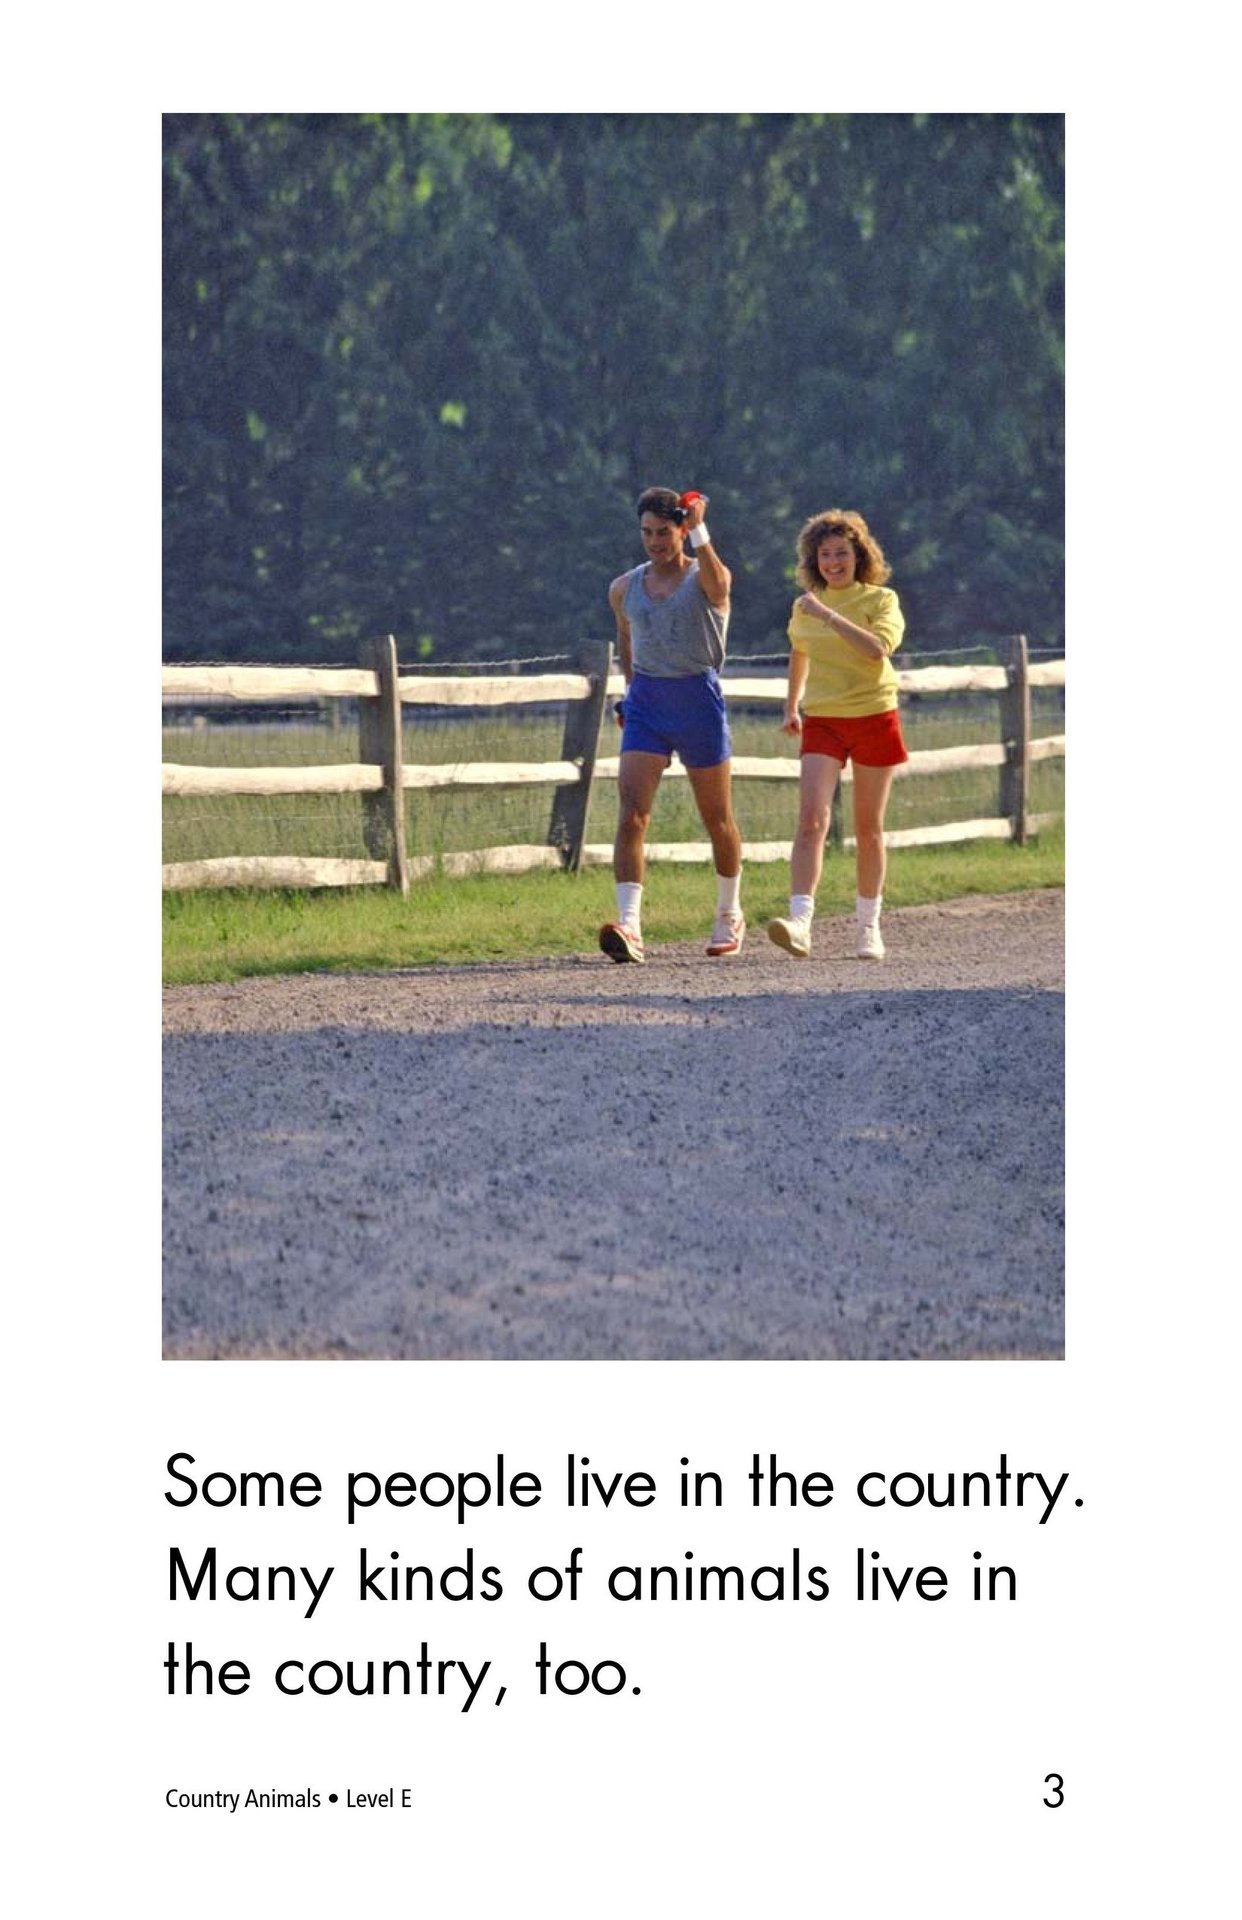 Some people live in the country.
Many kinds of animals live in
the country, too.
Country Animals • Level E
3